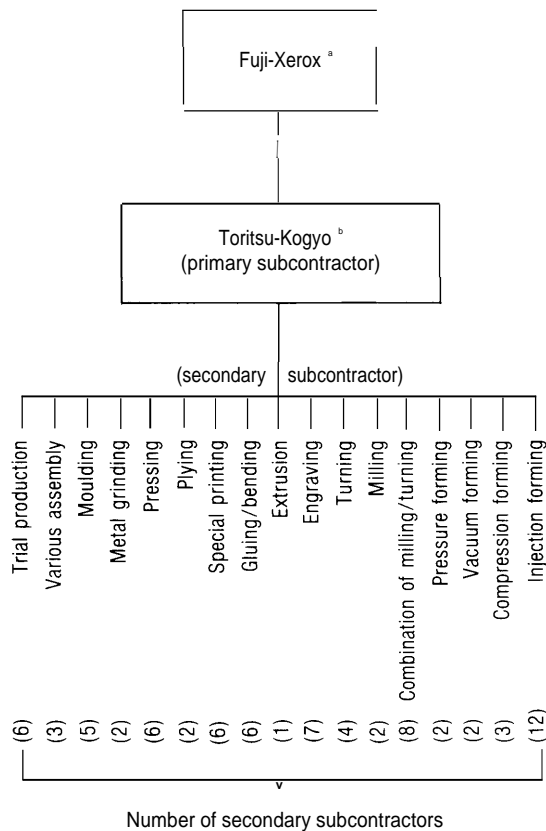 Fuji-Xerox a
Toritsu-Kogyo b
(primary subcontractor)
(secondary subcontractor)
Trial production
Various assembly
Moulding
Metal grinding
Pressing
Plying
Special printing
Gluing/bending
Extrusion
Engraving
Turning
Milling
Combination of milling/turning
Pressure forming
Vacuum forming
Compression forming
Injection forming
(6)
(3)
(5)
(2)
(6)
(2)
(6)
(6)
(1)
(7)
(4)
(2)
(8)
(2)
(2)
(3)
(12)
Number of secondary subcontractors